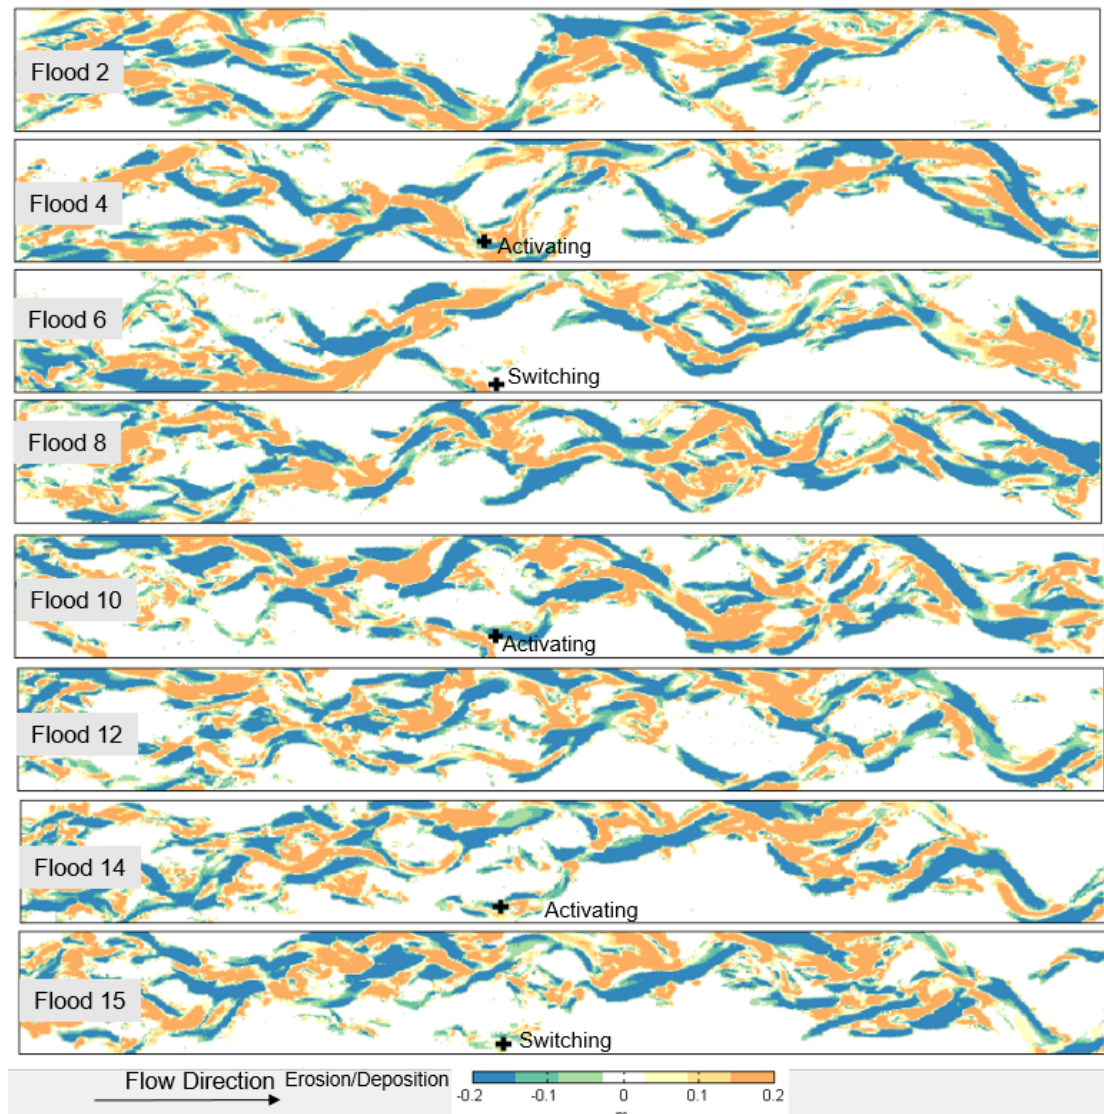 Flood 2
Flood 4
Activating
Flood 6
Switching
Flood 8
Flood 10
Activating
Flood 12
Flood 14
Activating
Flood 15
Switching
Flow Direction Erosion/Deposition
-0.2 -0.1 0 0.1 0.2